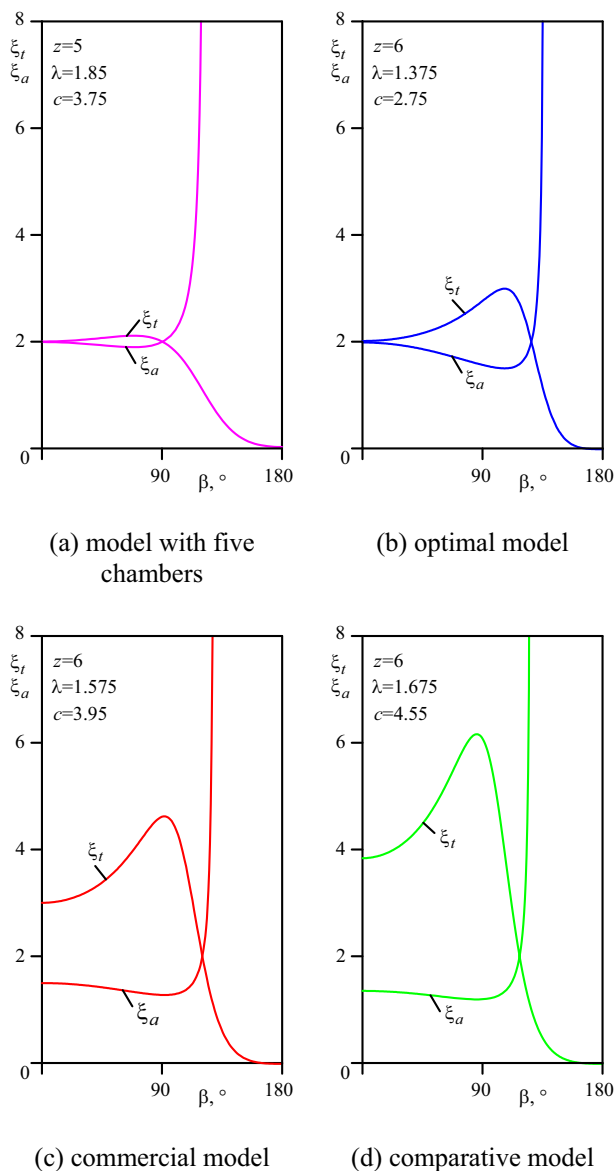 8
ξt
ξa
z=5
λ=1.85
c=3.75
6
4
2
0
ξt
ξa
90
180
β, °
(a) model with five
chambers
8
ξt
ξa
z=6
λ=1.375
c=2.75
6
4
2
0
ξt
ξa
90
180
β, °
(b) optimal model
8
ξt
ξa
z=6
λ=1.575
c=3.95
6
4
2
0
ξt
ξa
90
180
β, °
(c) commercial model
8
ξt
ξa
z=6
λ=1.675
c=4.55
6
4
2
0
ξt
ξa
90
180
β, °
(d) comparative model